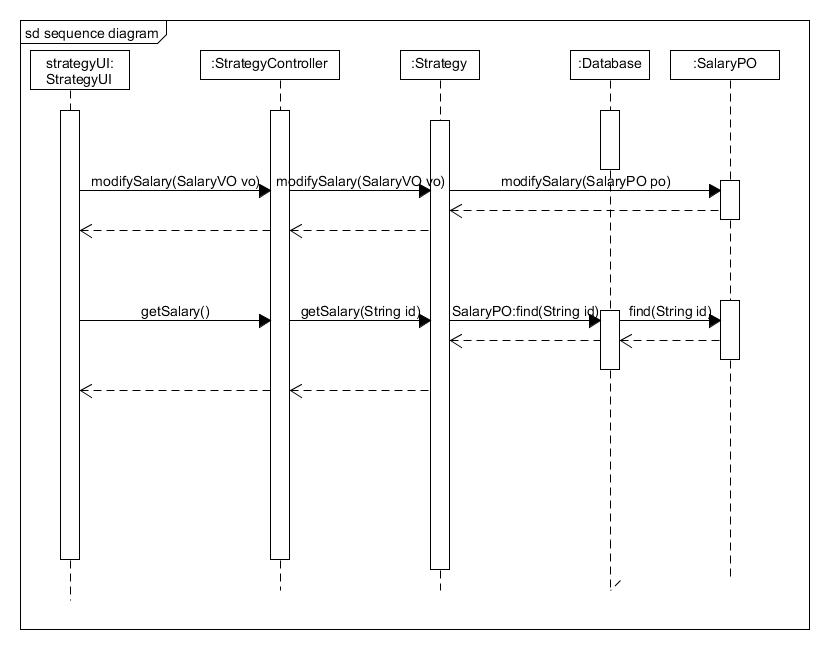 sd sequence diagram
strategyUI:
StrategyUI
:StrategyController
:Strategy
:Database
:SalaryPO
modifySalary(SalaryVO vo)
modifySalary(SalaryVO vo)
modifySalary(SalaryPO po)
getSalary()
getSalary(String id)
SalaryPO:find(String id)
find(String id)